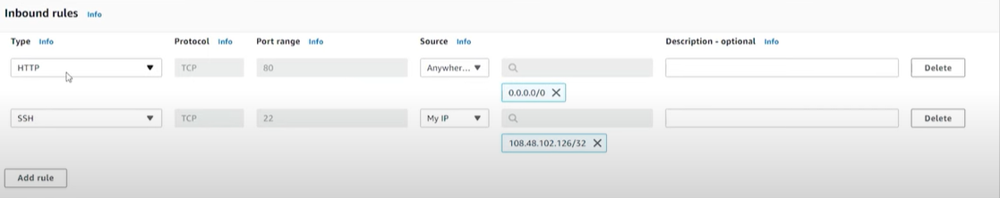 Inbound rules Info
Type Info Protocol Info Port range Info Source Info Description - optional Info
HTTP TCP 80 Anywher... Delete
0.0.0.0/0
SSH TCP 22 My IP Delete
108.48.102.126/32
Add rule